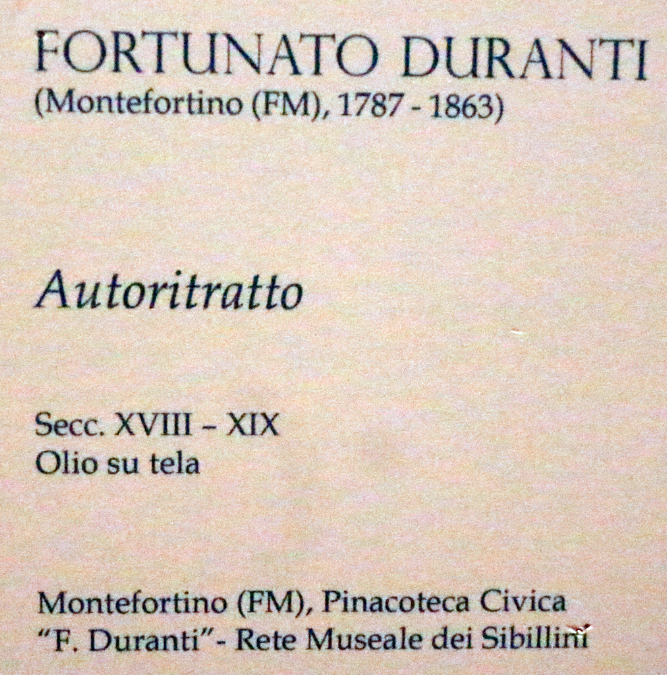 FORTUNATO DURANTI
(Montefortino (FM), 1787 - 1863)
Autoritratto
Secc. XVIII – XIX
Olio su tela
Montefortino (FM), Pinacoteca Civica
“F. Duranti”- Rete Museale dei Sibillini